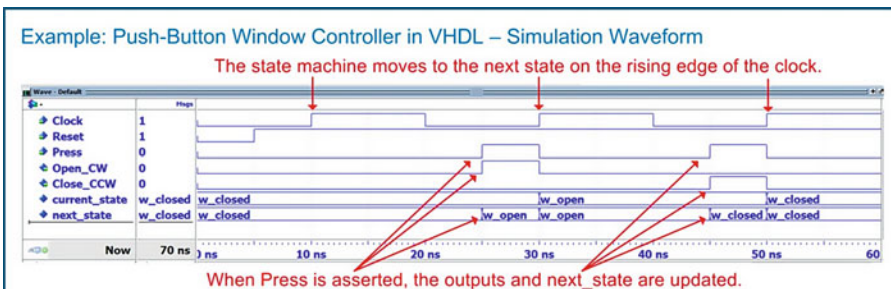 Example: Push-Button Window Controller in VHDL – Simulation Waveform
The state machine moves to the next state on the rising edge of the clock.
Wave - Default
Msgs
Clock 1
Reset 1
Press 0
Open_CW 0
Close_CCW 0
current_state w_closed w_closed w_open w_closed
next_state w_closed w_closed w_open w_open w_closed w_closed
Now 70 ns ) ns 10 ns 20 ns 30 ns 40 ns 50 ns 60
When Press is asserted, the outputs and next_state are updated.